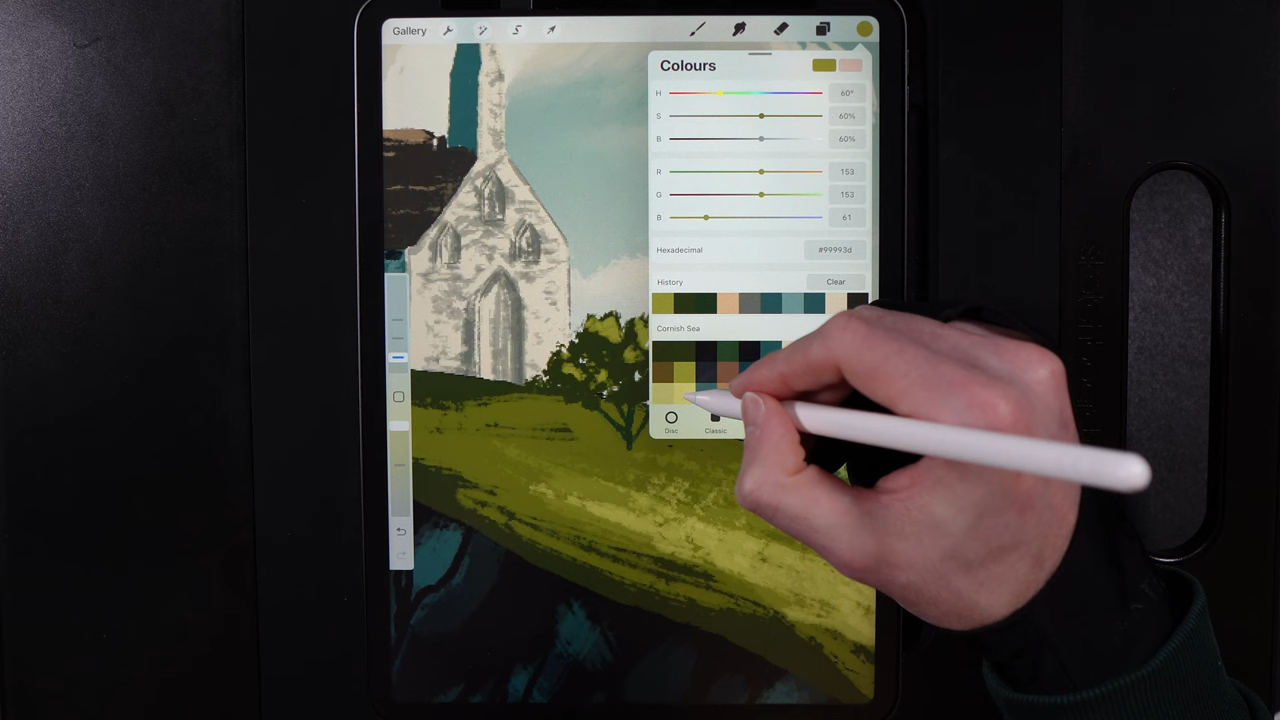 Gallery
Colours
H 60°
S 60%
B 60%
R 153
G 153
B 61
Hexadecimal #99993d
History Clear
Cornish Sea
Disc Classic